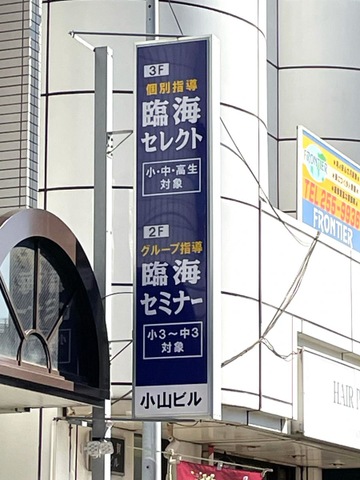 3F
個別指導
臨海
セレクト
小・中・高生
対象
2F
グループ指導
臨海
セミナー
小3～中3
対象
小山ビル
FRONTIER
FRONTIER
HAIR